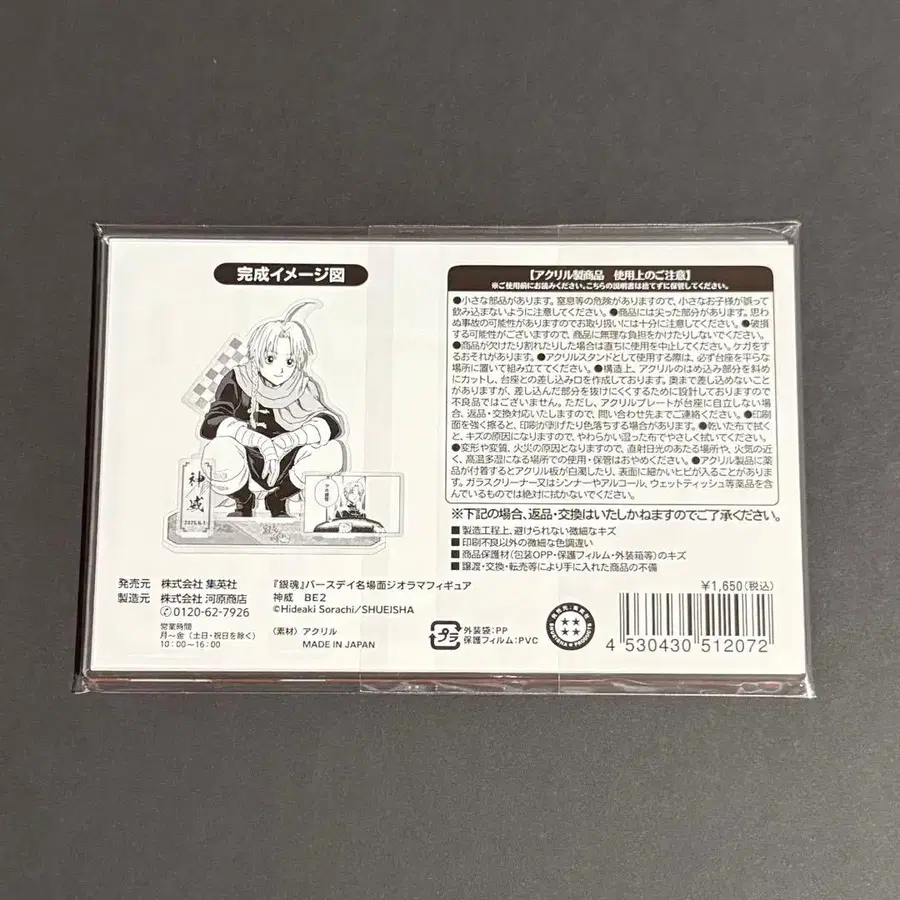 完成イメージ図
神威
2025.6.1
【アクリル製商品 使用上のご注意】
※ご使用前にお読みください。こちらの説明書は捨てずに保管してください。
●小さな部品があります。窒息等の危険がありますので、小さなお子様が誤って
飲み込まないように注意してください。●商品には尖った部分があります。思わ
ぬ事故の可能性がありますのでお取り扱いには十分に注意してください。●破損
する可能性がございますので、商品に無理な負担をかけたりしないでください。
●商品が欠けたり割れたりした場合は直ちに使用を中止してください。ケガをす
るおそれがあります。●アクリルスタンドとして使用する際は、必ず台座を平らな
場所に置いて組み立ててください。●構造上、アクリルのはめ込み部分を斜め
にカットし、台座との差し込み口を作成しております。奥まで差し込めないこと
がありますが、差し込んだ部分を抜けにくくするために設計しておりますので
不良品ではございません。ただし、アクリルプレートが台座に自立しない場
合、返品・交換対応いたしますので、問い合わせ先までご連絡ください。●印刷
面を強く擦ると、印刷が剥げたり色落ちする場合があります。●乾いた布で拭く
と、キズの原因になりますので、やわらかい湿った布でやさしく拭いてください。
●変形や変質、火災の原因となりますので、直射日光のあたる場所や、火気の近
く、高温多湿になる場所での使用・保管はおやめください。●アクリル製品に薬
品が付着するとアクリル板が白濁したり、表面に細かいヒビが入ることがありま
す。ガラスクリーナー又はシンナーやアルコール、ウェットティッシュ等薬品を含
んでいるものでは絶対に拭かないでください。
※下記の場合、返品・交換はいたしかねますのでご了承ください。
■製造工程上、避けられない微細なキズ
■印刷不良以外の微細な色調違い
■商品保護材(包装OPP・保護フィルム・外装箱等)のキズ
■譲渡・交換・転売等により手に入れた商品の不備
発売元 株式会社 集英社
製造元 株式会社 河原商店
✆0120-62-7926
営業時間
月~金(土日・祝日を除く)
10:00~16:00
『銀魂』バースデイ名場面ジオラマフィギュア
神威 BE2
©Hideaki Sorachi/SHUEISHA
〈素材〉アクリル
MADE IN JAPAN
プラ
外装袋:PP
保護フィルム:PVC
¥1,650(税込)
4 530430 512072